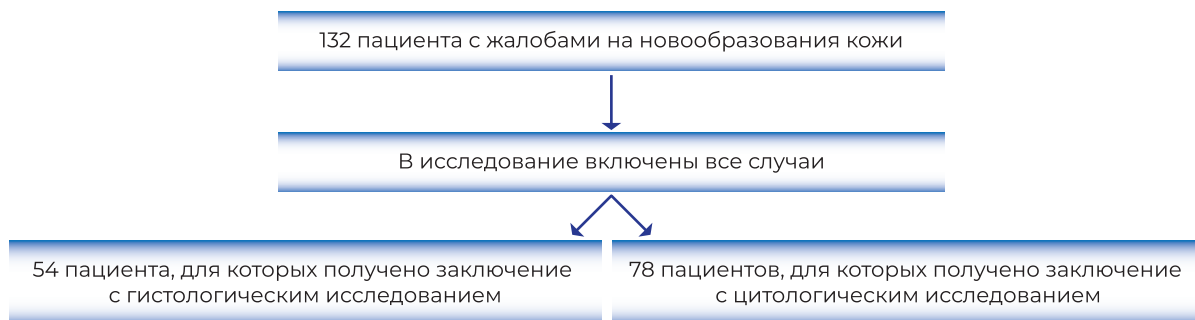 132 пациента с жалобами на новообразования кожи
В исследование включены все случаи
54 пациента, для которых получено заключение
с гистологическим исследованием
78 пациентов, для которых получено заключение
с цитологическим исследованием